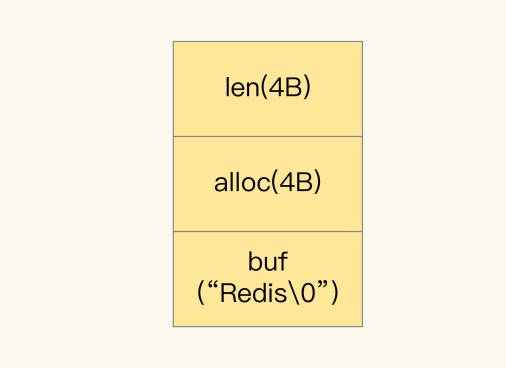 len(4B)
alloc(4B)
buf
(“Redis\0”)